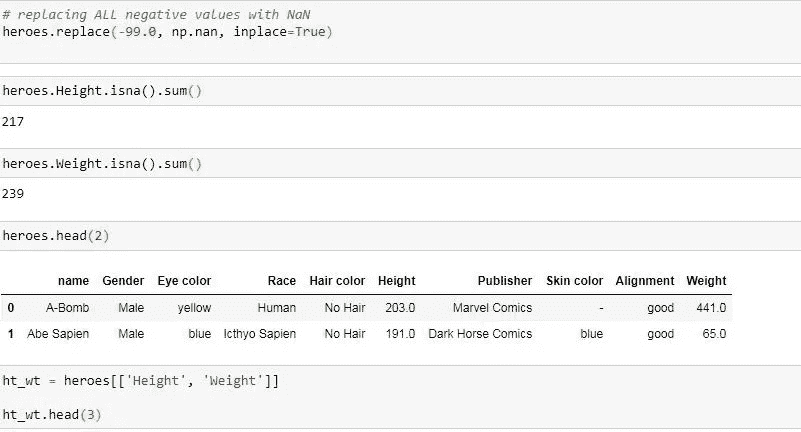 # replacing ALL negative values with NaN
heroes.replace(-99.0, np.nan, inplace=True)
heroes.Height.isna().sum()
217
heroes.Weight.isna().sum()
239
heroes.head(2)
name Gender Eye color Race Hair color Height Publisher Skin color Alignment Weight
0 A-Bomb Male yellow Human No Hair 203.0 Marvel Comics - good 441.0
1 Abe Sapien Male blue Icthyo Sapien No Hair 191.0 Dark Horse Comics blue good 65.0
ht_wt = heroes[['Height', 'Weight']]
ht_wt.head(3)